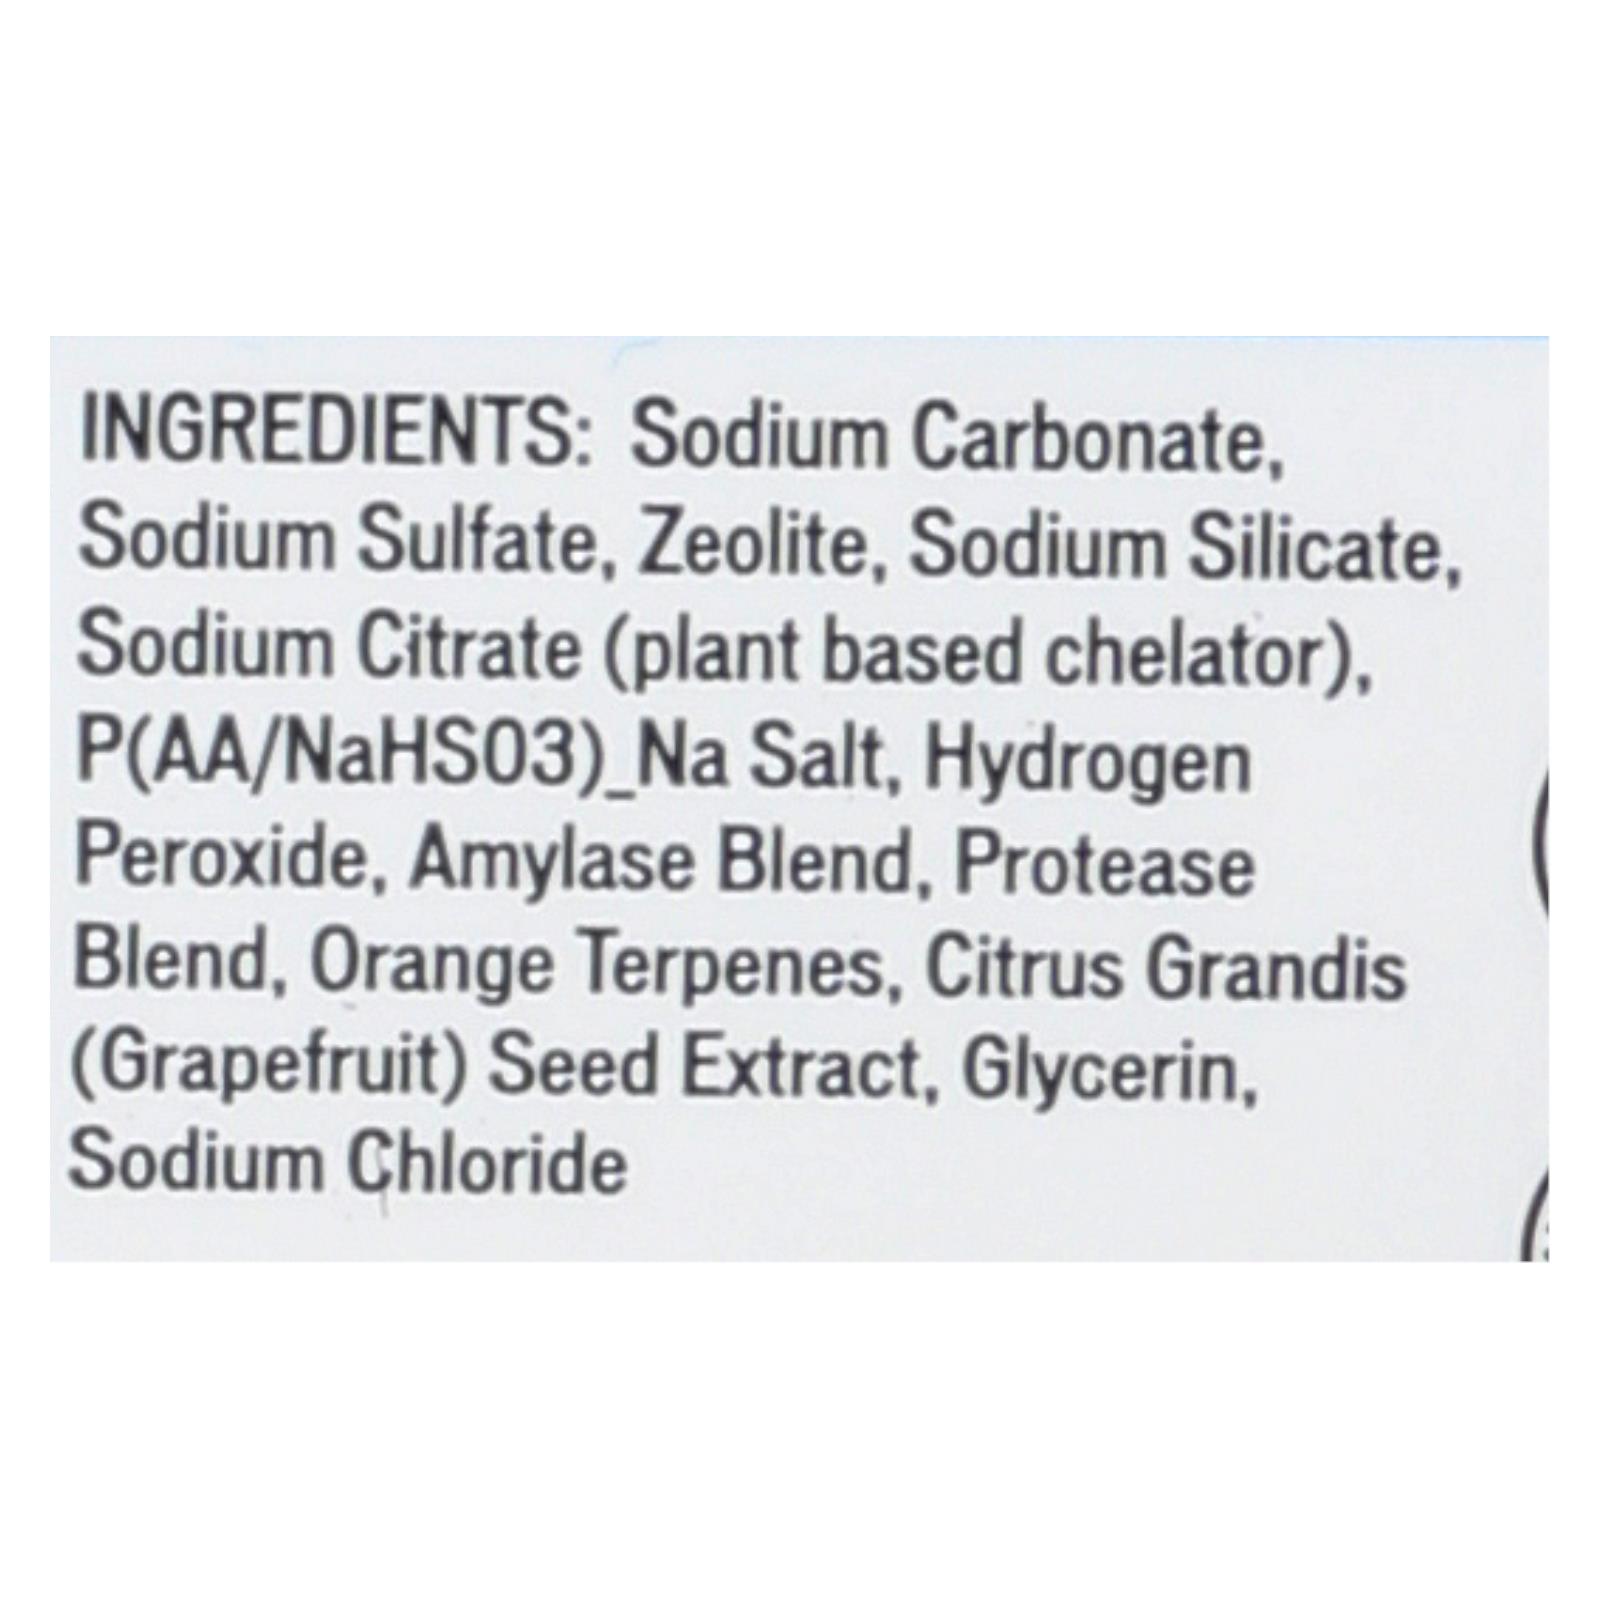 INGREDIENTS: Sodium Carbonate,
Sodium Sulfate, Zeolite, Sodium Silicate,
Sodium Citrate (plant based chelator),
P(AA/NaHSO3)_Na Salt, Hydrogen
Peroxide, Amylase Blend, Protease
Blend, Orange Terpenes, Citrus Grandis
(Grapefruit) Seed Extract, Glycerin,
Sodium Chloride